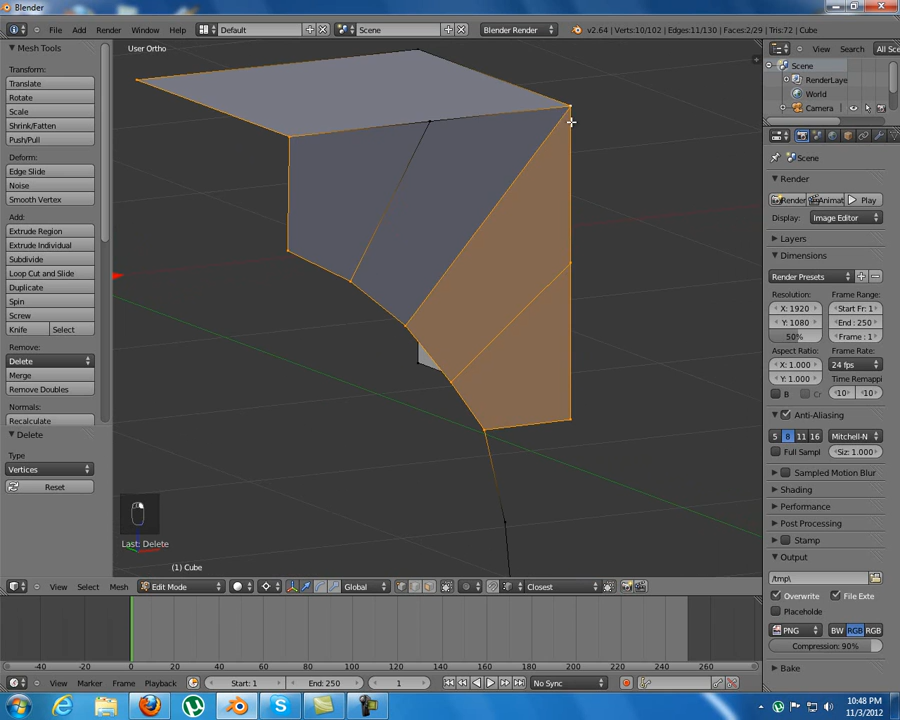 Blender
File Add Render Window Help Default Scene Blender Render v2.64 | Verts:10/102 | Edges:11/130 | Faces:2/29 | Tris:72 | Cube
Mesh Tools
Transform:
Translate
Rotate
Scale
Shrink/Fatten
Push/Pull
Deform:
Edge Slide
Noise
Smooth Vertex
Add:
Extrude Region
Extrude Individual
Subdivide
Loop Cut and Slide
Duplicate
Spin
Screw
Knife Select
Remove:
Delete
Merge
Remove Doubles
Normals:
Recalculate
Delete
Type
Vertices
Reset
User Ortho
Last: Delete
(1) Cube
View Select Mesh Edit Mode Global Closest
-40 -20 0 20 40 60 80 100 120 140 160 180 200 220 240 260
View Marker Frame Playback Start: 1 End: 250 1 No Sync
View Search All Sce
Scene
RenderLaye
World
Camera
Scene
Render
Render Animat Play
Display: Image Editor
Layers
Dimensions
Render Presets
Resolution: Frame Range:
X: 1920 Start Fr: 1
Y: 1080 End : 250
50% Frame : 1
Aspect Ratio: Frame Rate:
X: 1.000 24 fps
Y: 1.000 Time Remappi
B Cr 10 10
Anti-Aliasing
5 8 11 16 Mitchell-N
Full Sampl Siz: 1.000
Sampled Motion Blur
Shading
Performance
Post Processing
Stamp
Output
/tmp\
Overwrite File Exte
Placeholde
PNG BW RGB RGB
Compression: 90%
Bake
10:48 PM
11/3/2012